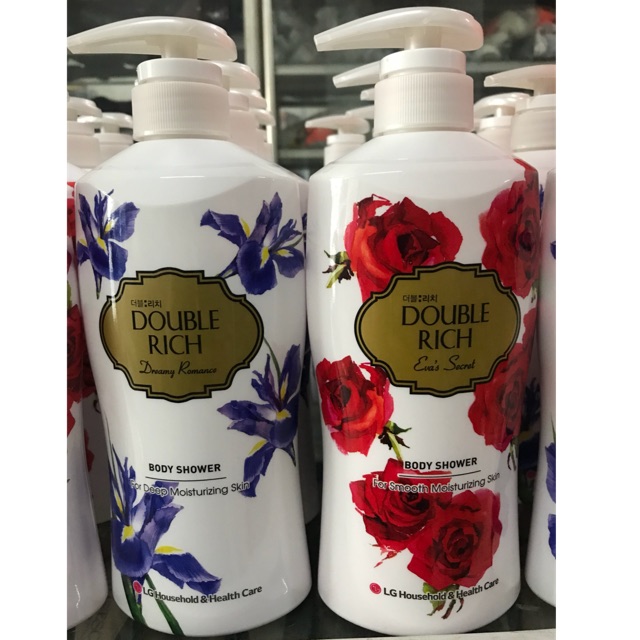 더블:리치
DOUBLE
RICH
Dreamy Romance
BODY SHOWER
For Deep Moisturizing Skin
LG Household & Health Care
더블:리치
DOUBLE
RICH
Eva's Secret
BODY SHOWER
For Smooth Moisturizing Skin
LG Household & Health Care